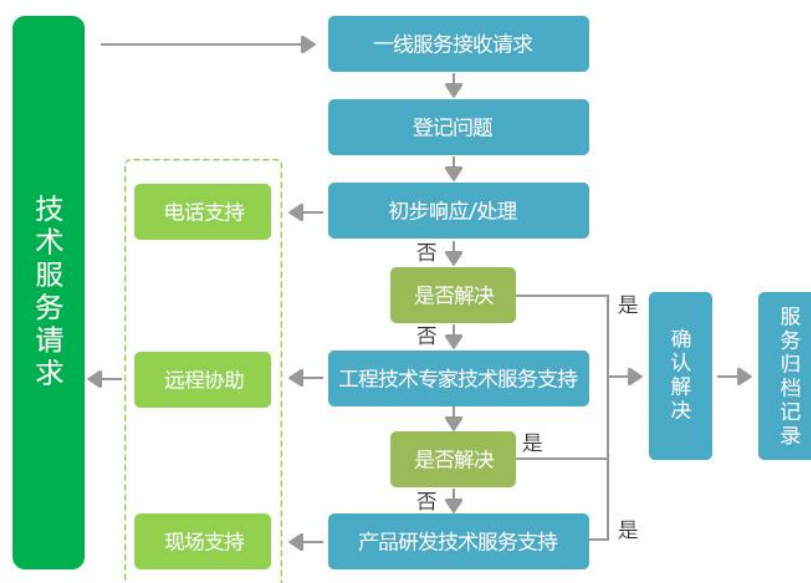 技术服务请求
一线服务接收请求
登记问题
电话支持
初步响应/处理
否
是否解决
是
否
远程协助
工程技术专家技术服务支持
确认解决
服务归档记录
是否解决
是
否
现场支持
产品研发技术服务支持
是